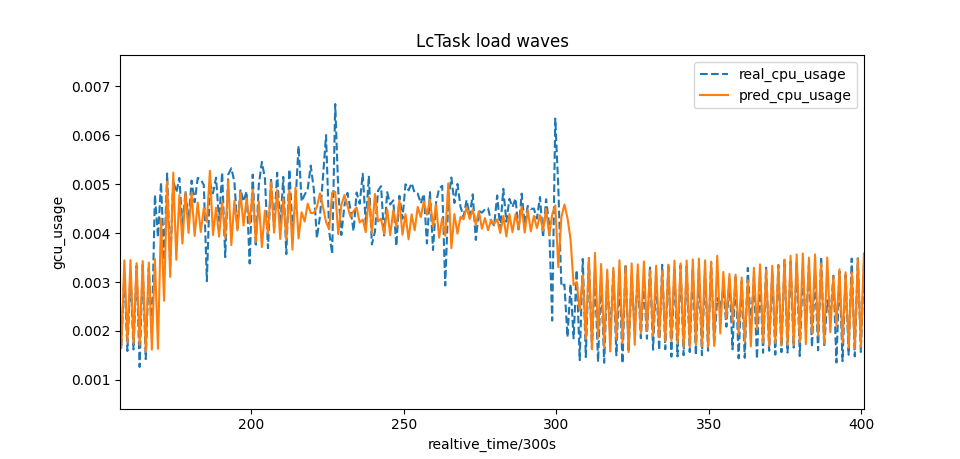 LcTask load waves
real_cpu_usage
pred_cpu_usage
gcu_usage
0.007
0.006
0.005
0.004
0.003
0.002
0.001
200 250 300 350 400
realtive_time/300s